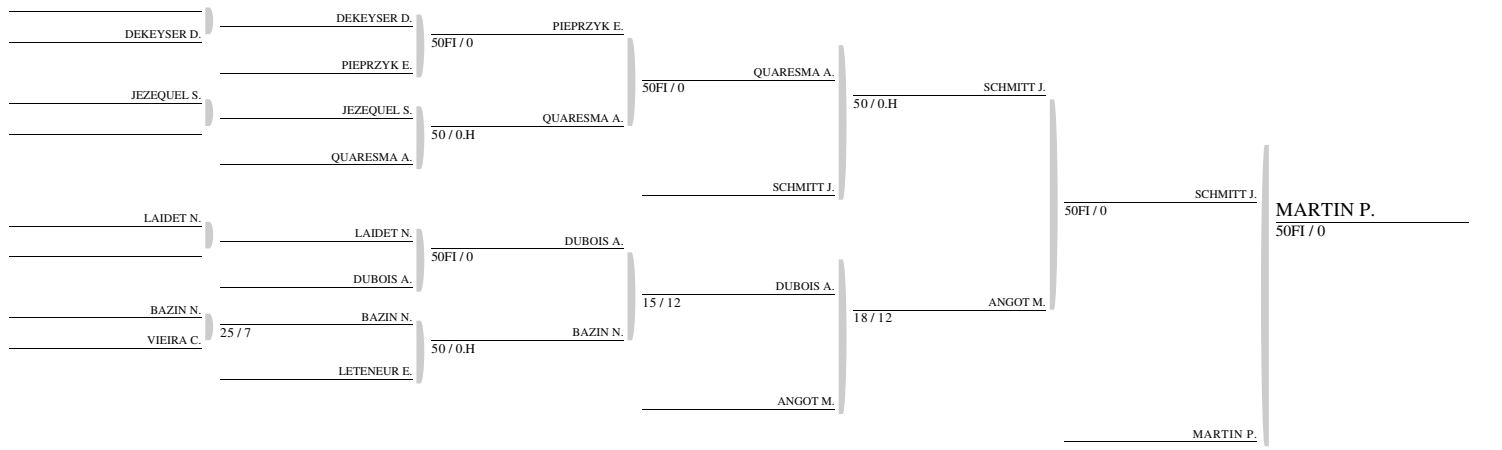 DEKEYSER D.
JEZEQUEL S.
LAIDET N.
BAZIN N.
VIEIRA C.
DEKEYSER D.
PIEPRZYK E.
JEZEQUEL S.
QUARESMA A.
LAIDET N.
DUBOIS A.
BAZIN N.
25 / 7
LETENEUR E.
PIEPRZYK E.
50FI / 0
QUARESMA A.
50 / 0.H
DUBOIS A.
50FI / 0
BAZIN N.
50 / 0.H
QUARESMA A.
50FI / 0
SCHMITT J.
DUBOIS A.
15 / 12
ANGOT M.
SCHMITT J.
50 / 0.H
ANGOT M.
18 / 12
SCHMITT J.
50FI / 0
MARTIN P.
MARTIN P.
50FI / 0